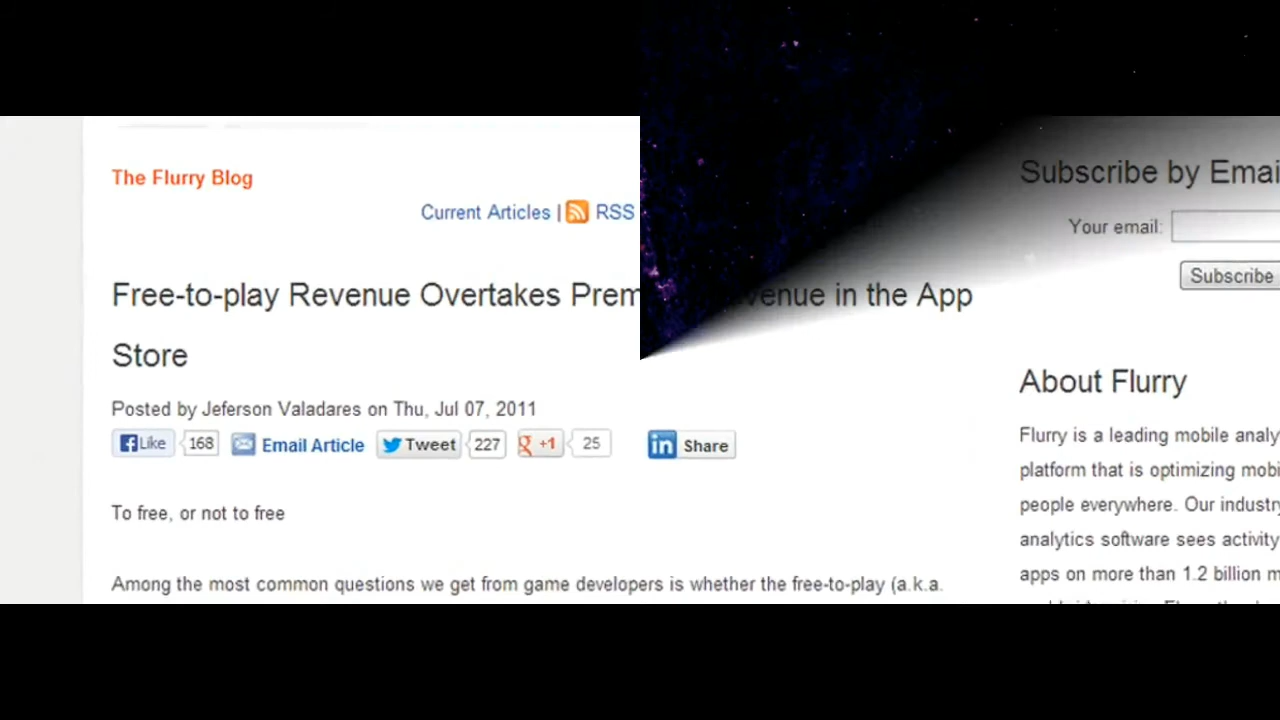 The Flurry Blog
Current Articles | RSS
Free-to-play Revenue Overtakes in the App
Store
Posted by Jeferson Valadares on Thu, Jul 07, 2011
Like 168 Email Article Tweet 227 +1 25 Share
To free, or not to free
Among the most common questions we get from game developers is whether the free-to-play (a.k.a.
Subscribe by Emai
Your email:
Subscribe
About Flurry
Flurry is a leading mobile analy
platform that is optimizing mobi
people everywhere. Our industry
analytics software sees activity
apps on more than 1.2 billion m